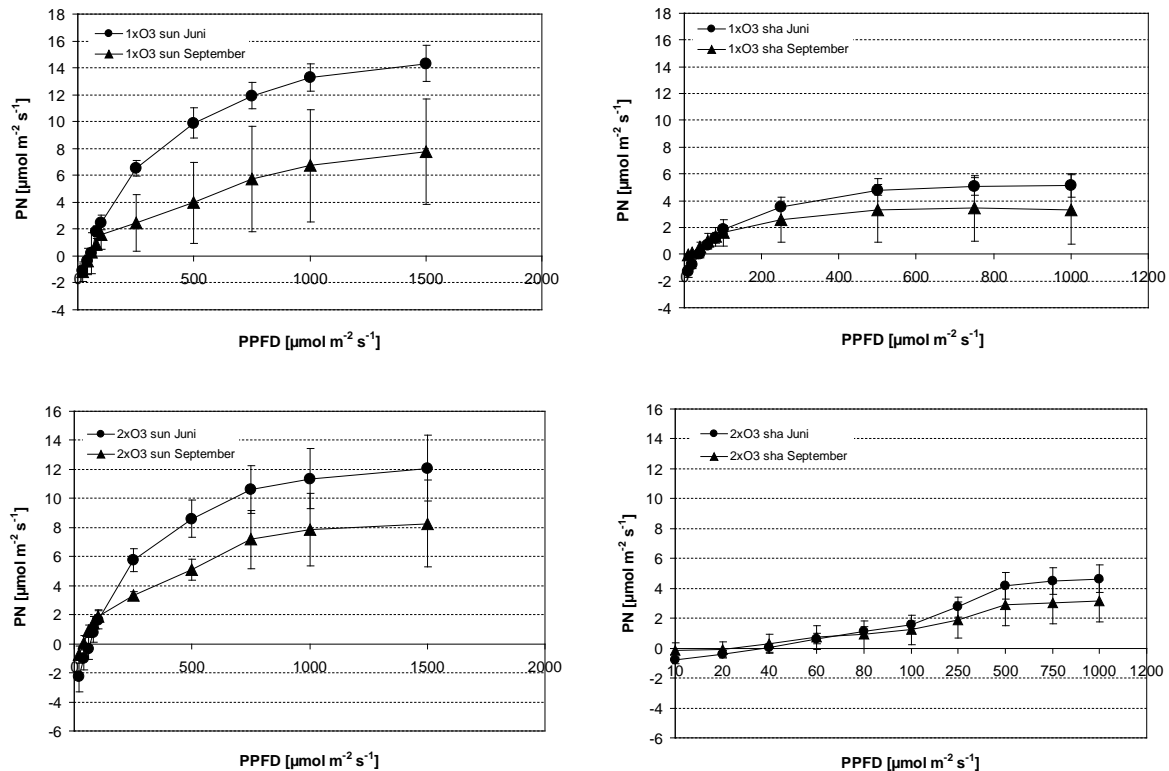 18
16
14
12
10
8
6
4
2
0
-2
-4
PN [µmol m-2 s-1]
1xO3 sun Juni
1xO3 sun September
0 500 1000 1500 2000
PPFD [µmol m-2 s-1]
18
16
14
12
10
8
6
4
2
0
-2
-4
PN [µmol m-2 s-1]
1xO3 sha Juni
1xO3 sha September
0 200 400 600 800 1000 1200
PPFD [µmol m-2 s-1]
16
14
12
10
8
6
4
2
0
-2
-4
-6
PN [µmol m-2 s-1]
2xO3 sun Juni
2xO3 sun September
0 500 1000 1500 2000
PPFD [µmol m-2 s-1]
16
14
12
10
8
6
4
2
0
-2
-4
-6
PN [µmol m-2 s-1]
2xO3 sha Juni
2xO3 sha September
10 20 40 60 80 100 250 500 750 1000 1200
PPFD [µmol m-2 s-1]